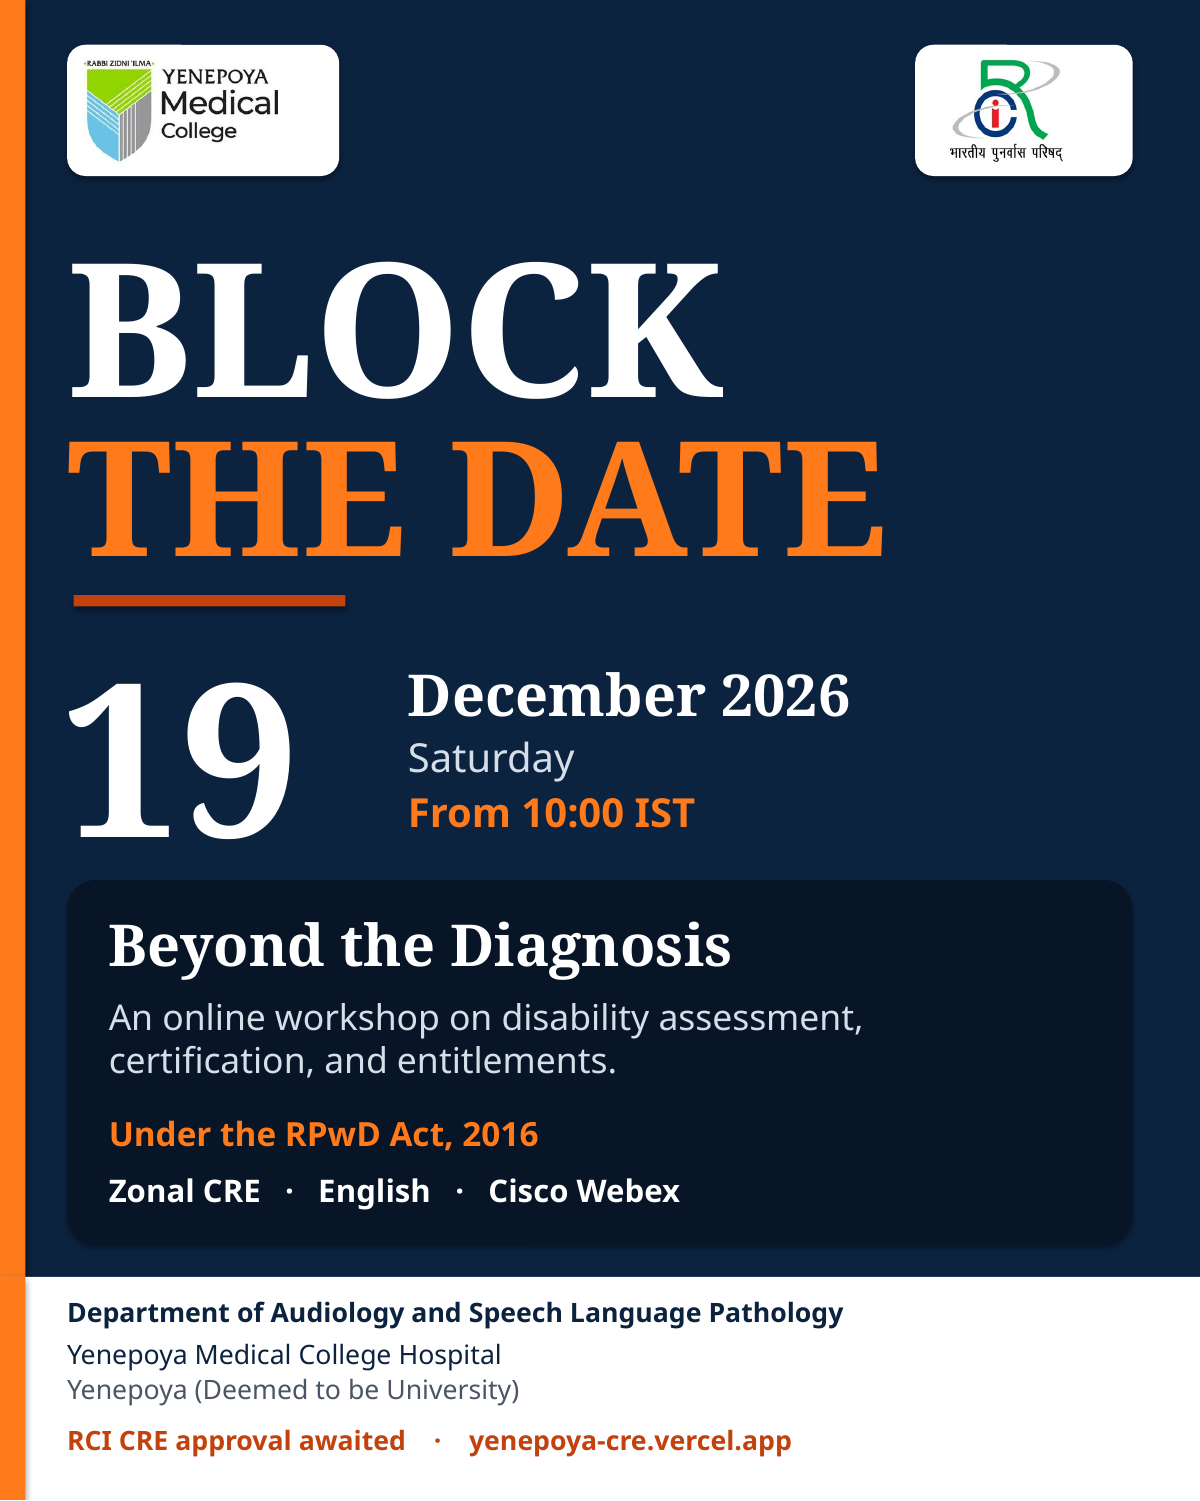 •RABBI ZIDNI 'ILMA•
YENEPOYA
Medical
College
RiC
भारतीय पुनर्वास परिषद्
BLOCK
THE DATE
19
December 2026
Saturday
From 10:00 IST
Beyond the Diagnosis
An online workshop on disability assessment,
certification, and entitlements.
Under the RPwD Act, 2016
Zonal CRE · English · Cisco Webex
Department of Audiology and Speech Language Pathology
Yenepoya Medical College Hospital
Yenepoya (Deemed to be University)
RCI CRE approval awaited · yenepoya-cre.vercel.app